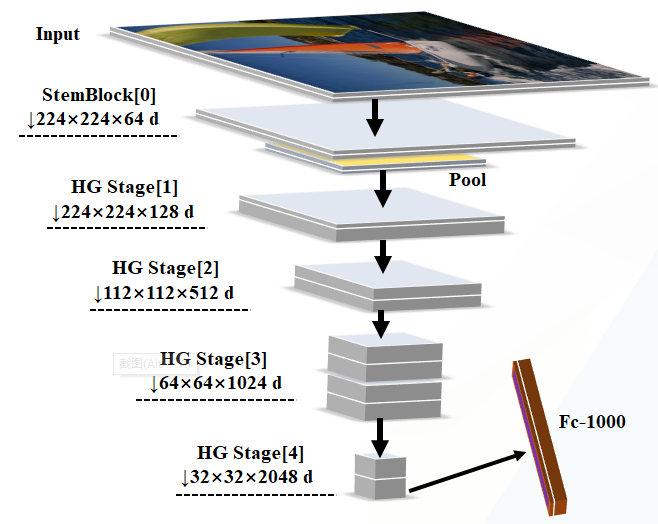 Input
StemBlock[0]
↓224×224×64 d
Pool
HG Stage[1]
↓224×224×128 d
HG Stage[2]
↓112×112×512 d
截图(Alt
HG Stage[3]
↓64×64×1024 d
Fc-1000
HG Stage[4]
↓32×32×2048 d